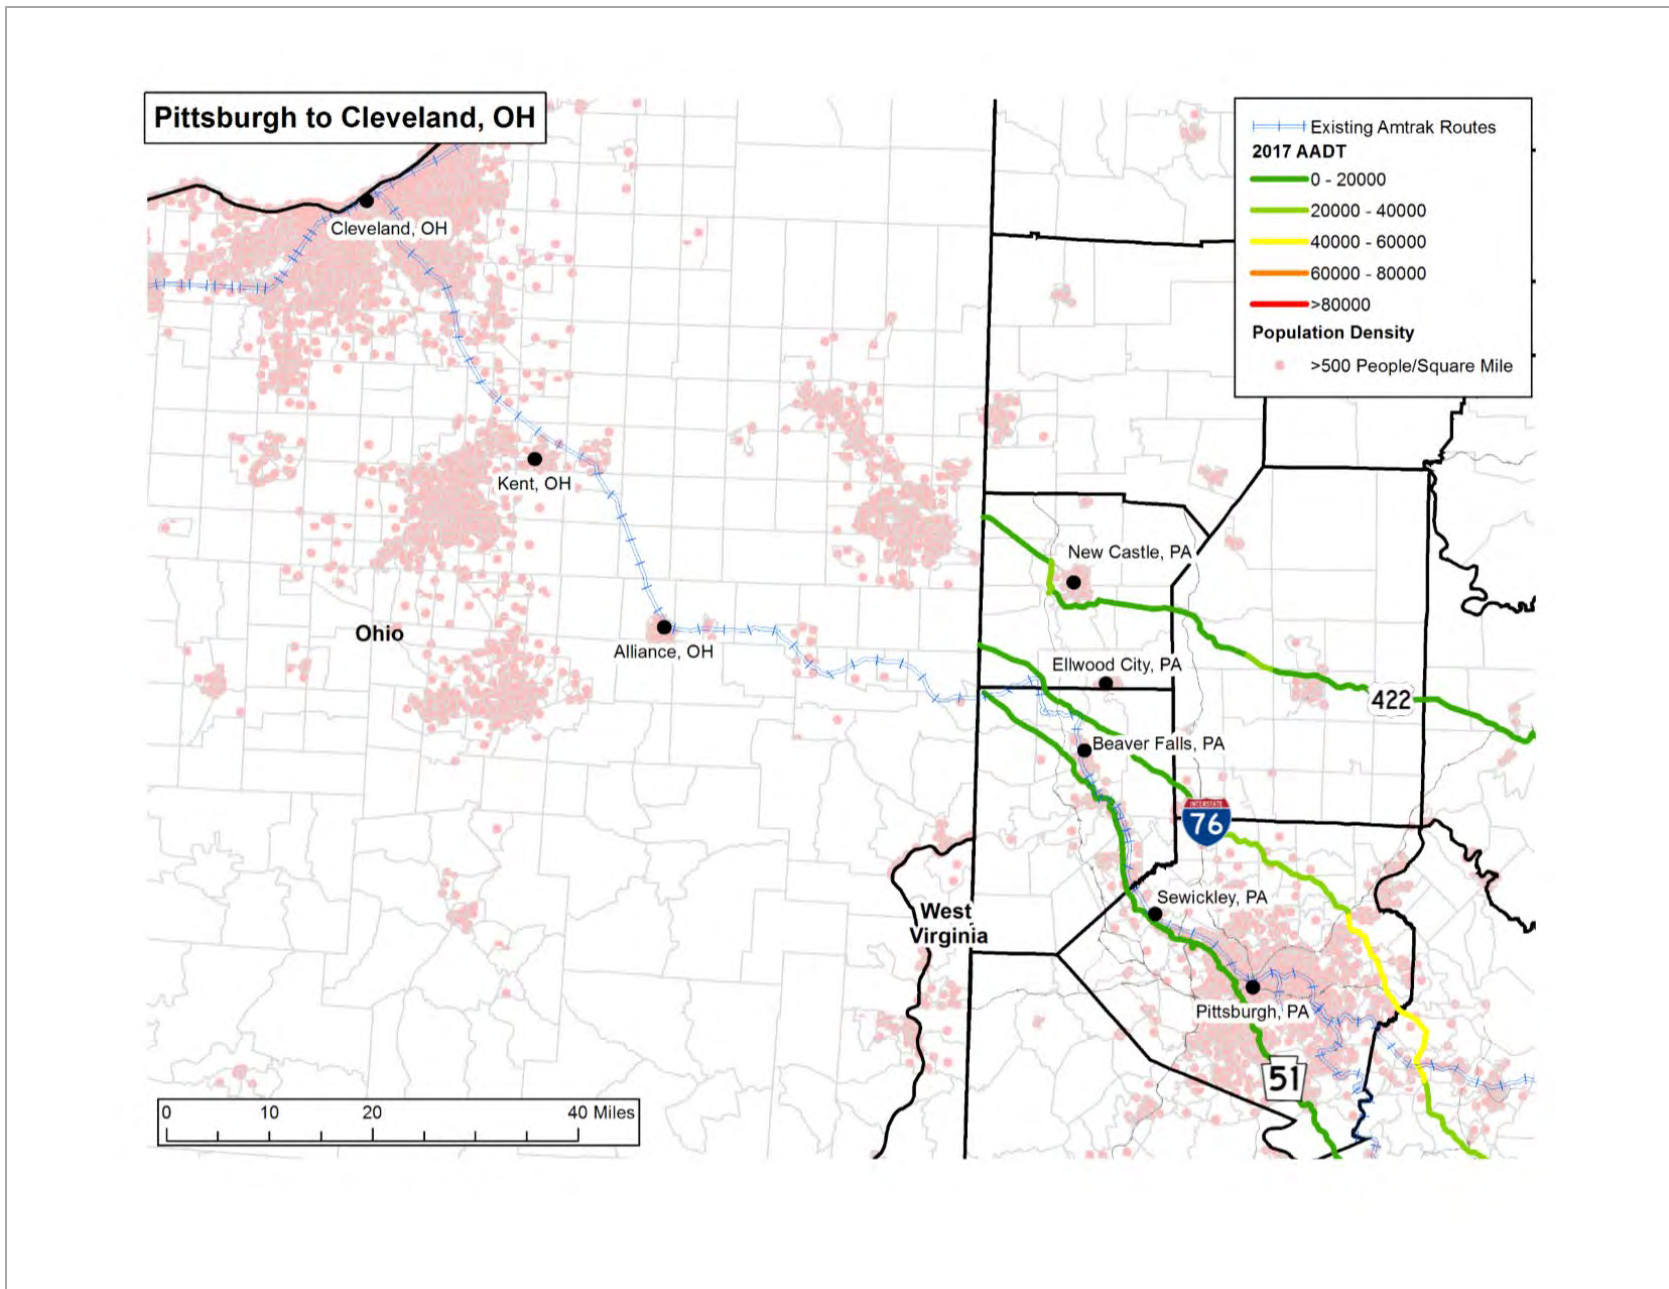 Pittsburgh to Cleveland, OH
Existing Amtrak Routes
2017 AADT
0 - 20000
20000 - 40000
40000 - 60000
60000 - 80000
>80000
Population Density
>500 People/Square Mile
Cleveland, OH
Kent, OH
New Castle, PA
Ohio
Alliance, OH
Ellwood City, PA
422
Beaver Falls, PA
INTERSTATE
76
Sewickley, PA
West
Virginia
Pittsburgh, PA
51
0 10 20 40 Miles